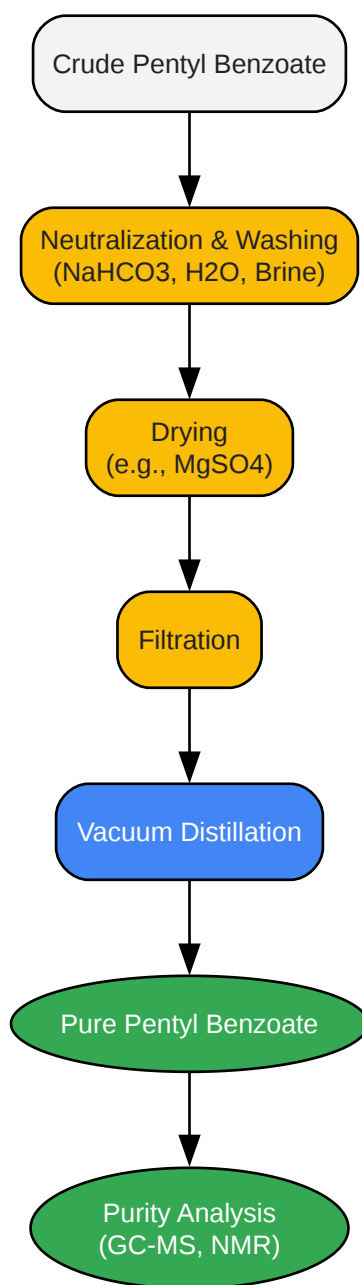 Crude Pentyl Benzoate
Neutralization & Washing
(NaHCO3, H2O, Brine)
Drying
(e.g., MgSO4)
Filtration
Vacuum Distillation
Pure Pentyl Benzoate
Purity Analysis
(GC-MS, NMR)